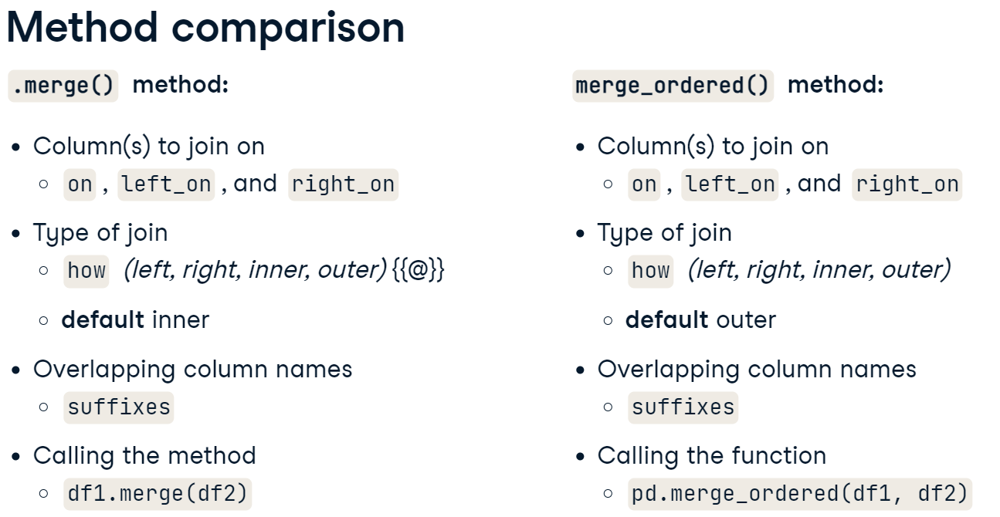 Method comparison
.merge() method:
• Column(s) to join on
○ on , left_on , and right_on
• Type of join
○ how (left, right, inner, outer) {{@}}
○ default inner
• Overlapping column names
○ suffixes
• Calling the method
○ df1.merge(df2)
merge_ordered() method:
• Column(s) to join on
○ on , left_on , and right_on
• Type of join
○ how (left, right, inner, outer)
○ default outer
• Overlapping column names
○ suffixes
• Calling the function
○ pd.merge_ordered(df1, df2)